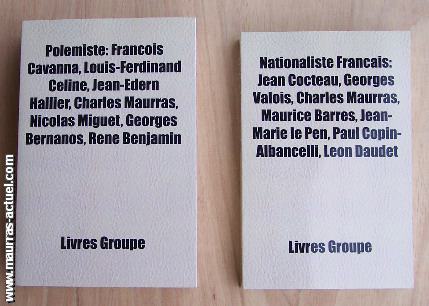 Polemiste: Francois
Cavanna, Louis-Ferdinand
Celine, Jean-Edern
Hallier, Charles Maurras,
Nicolas Miguet, Georges
Bernanos, Rene Benjamin
Livres Groupe
Nationaliste Francais:
Jean Cocteau, Georges
Valois, Charles Maurras,
Maurice Barres, Jean-
Marie le Pen, Paul Copin-
Albancelli, Leon Daudet
Livres Groupe
www.maurras-actuel.com